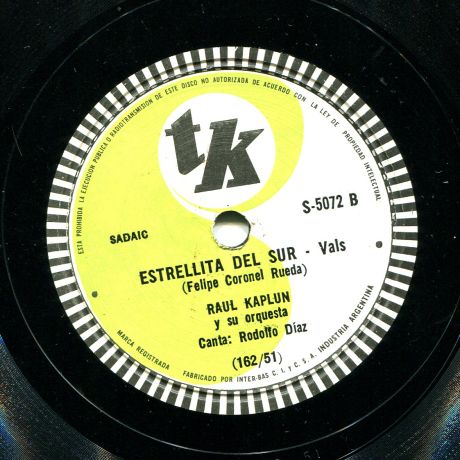 ESTA PROHIBIDA LA EJECUCION PUBLICA O RADIOTRANSMISION DE ESTE DISCO NO AUTORIZADA DE ACUERDO CON LA LEY DE PROPIEDAD INTELECTUAL
tk
S-5072 B
SADAIC
ESTRELLITA DEL SUR - Vals
(Felipe Coronel Rueda)
RAUL KAPLUN
y su orquesta
Canta: Rodolfo Díaz
(162/51)
MARCA REGISTRADA
FABRICADO POR INTER-BAS C. I. y C. S. A. INDUSTRIA ARGENTINA